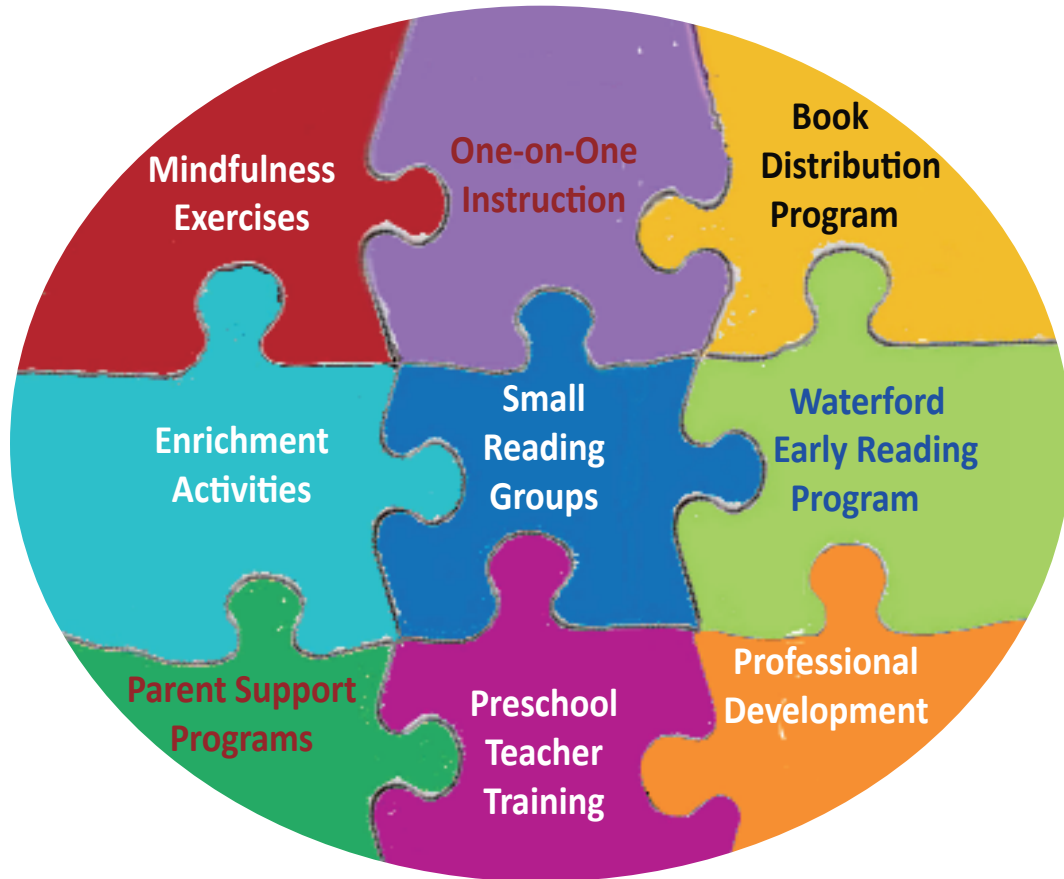 Mindfulness
Exercises
One-on-One
Instruction
Book
Distribution
Program
Enrichment
Activities
Small
Reading
Groups
Waterford
Early Reading
Program
Parent Support
Programs
Preschool
Teacher
Training
Professional
Development